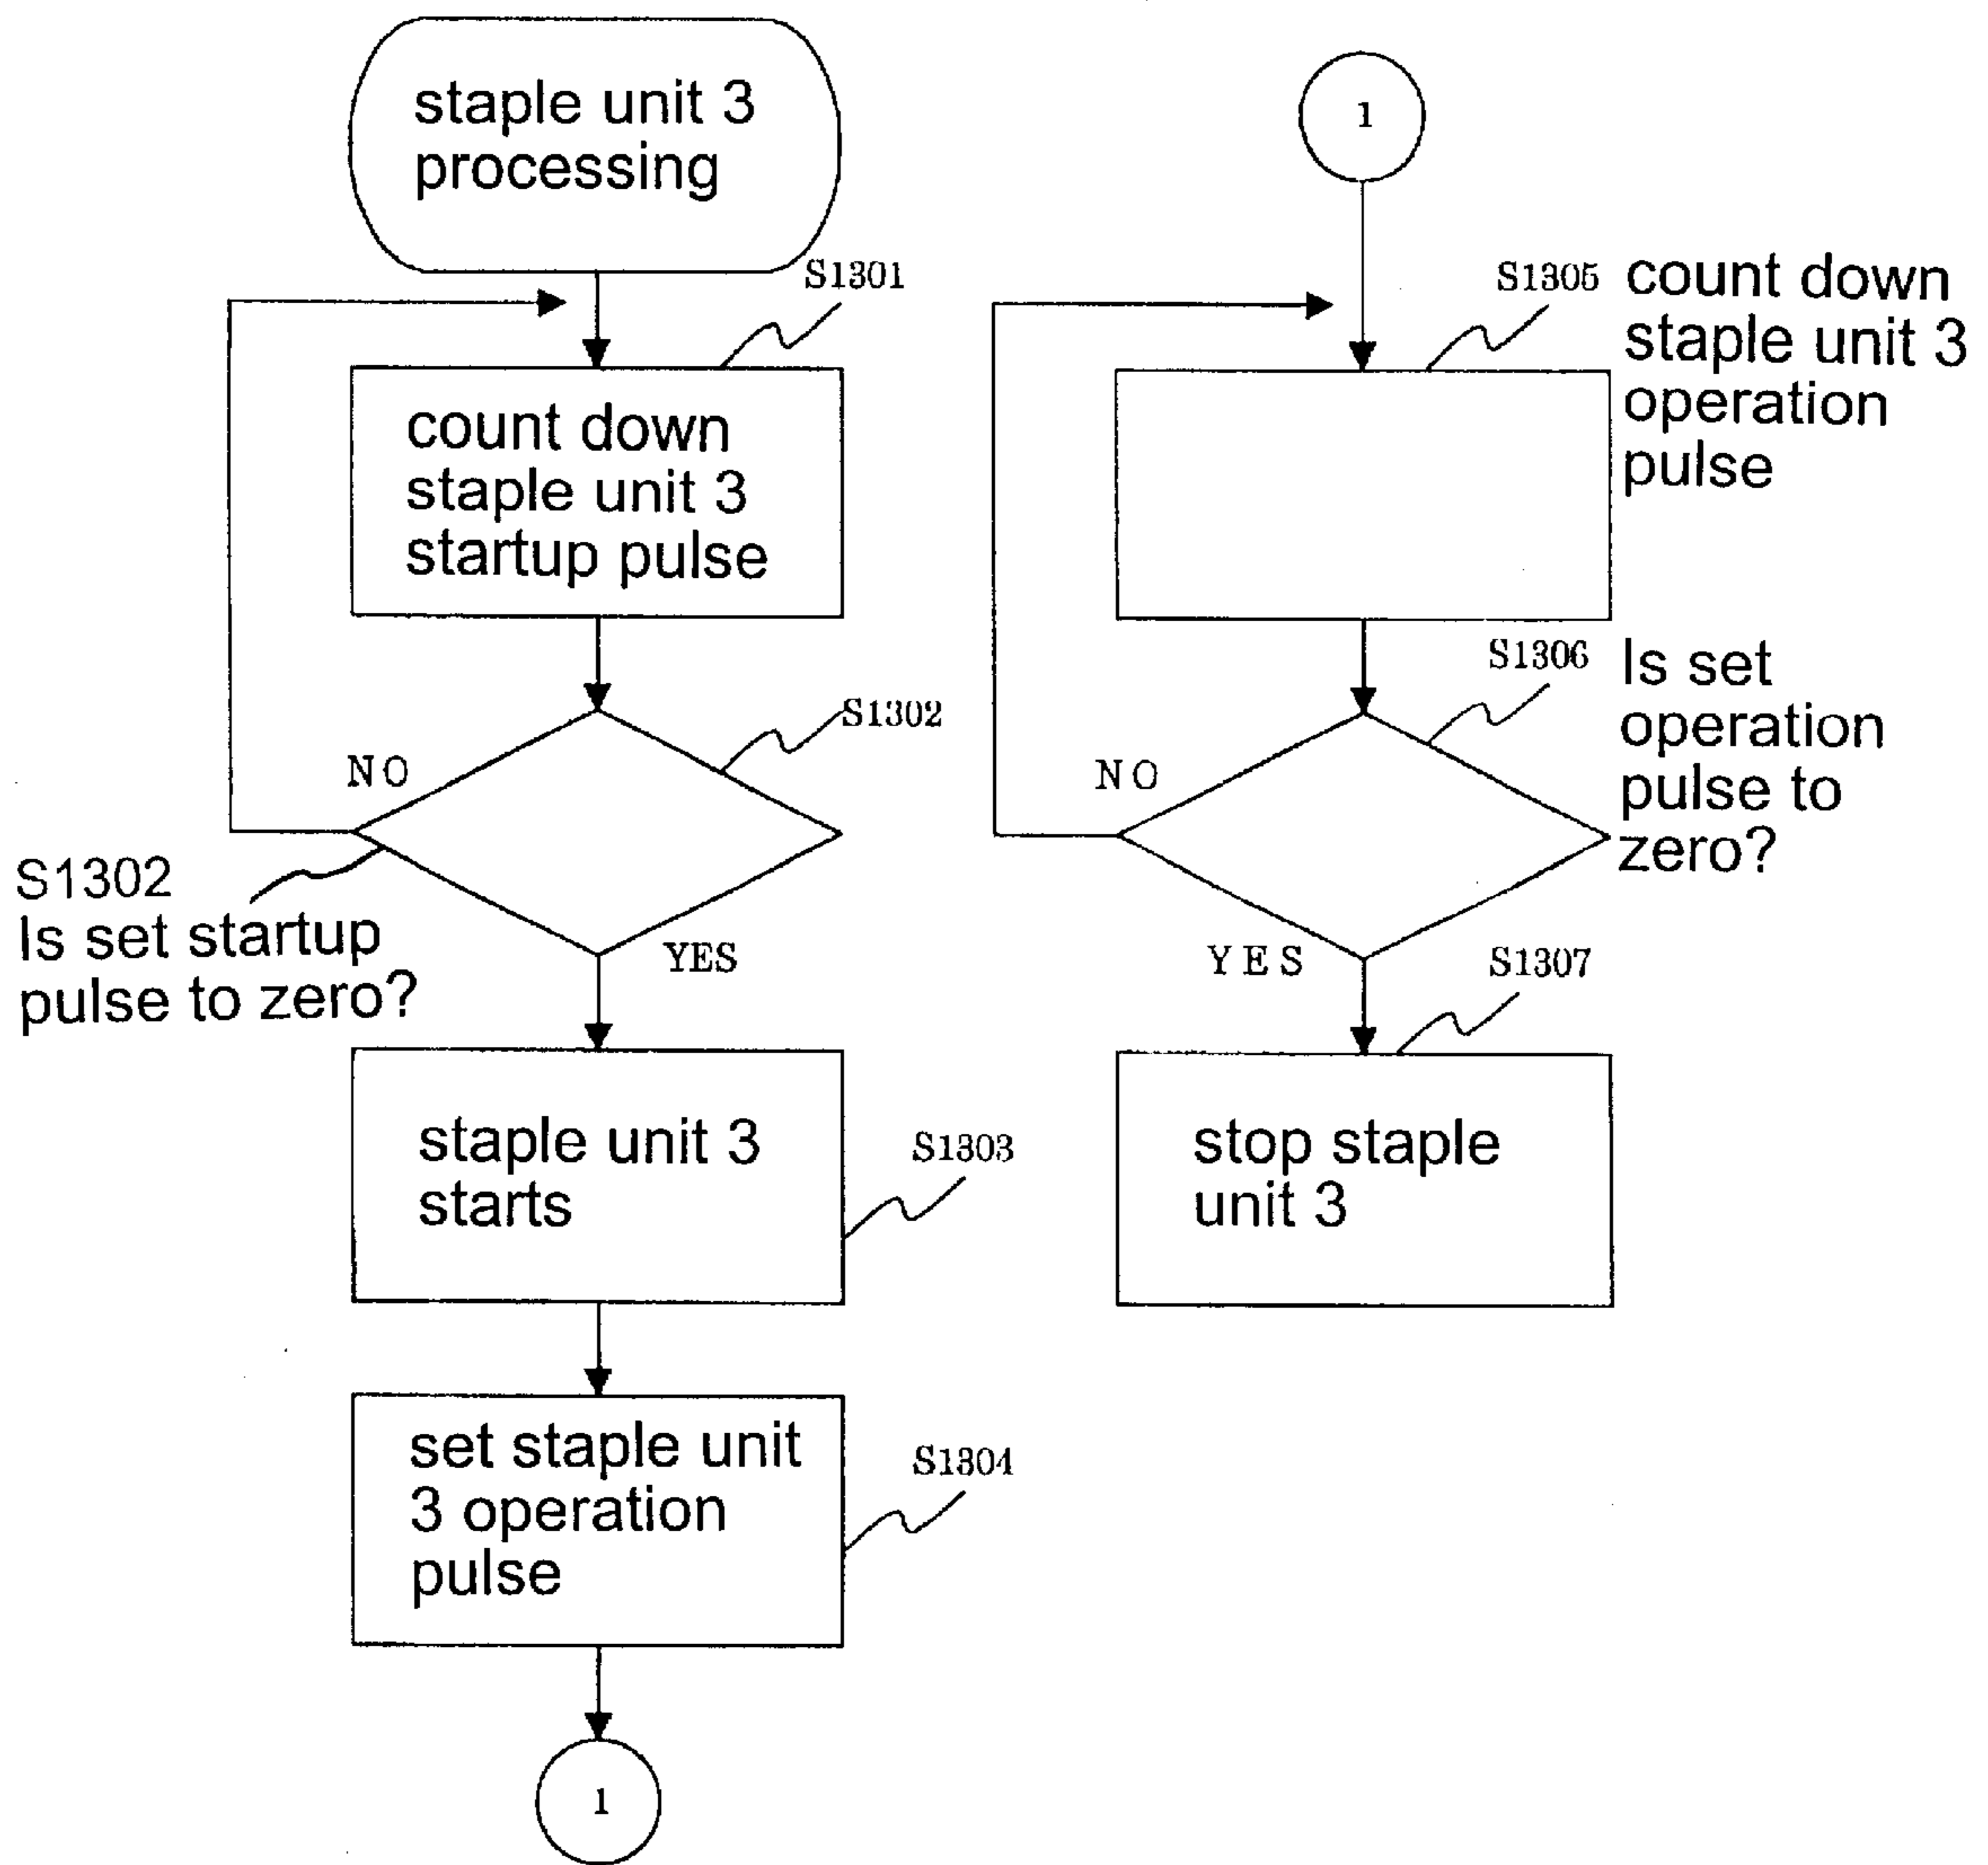 staple unit 3
processing
S1301
count down
staple unit 3
startup pulse
S1302
NO
S1302
Is set startup
pulse to zero?
YES
staple unit 3
starts
S1303
set staple unit
3 operation
pulse
S1304
1
1
S1305
count down
staple unit 3
operation
pulse
S1306
Is set
operation
pulse to
zero?
NO
YES
S1307
stop staple
unit 3